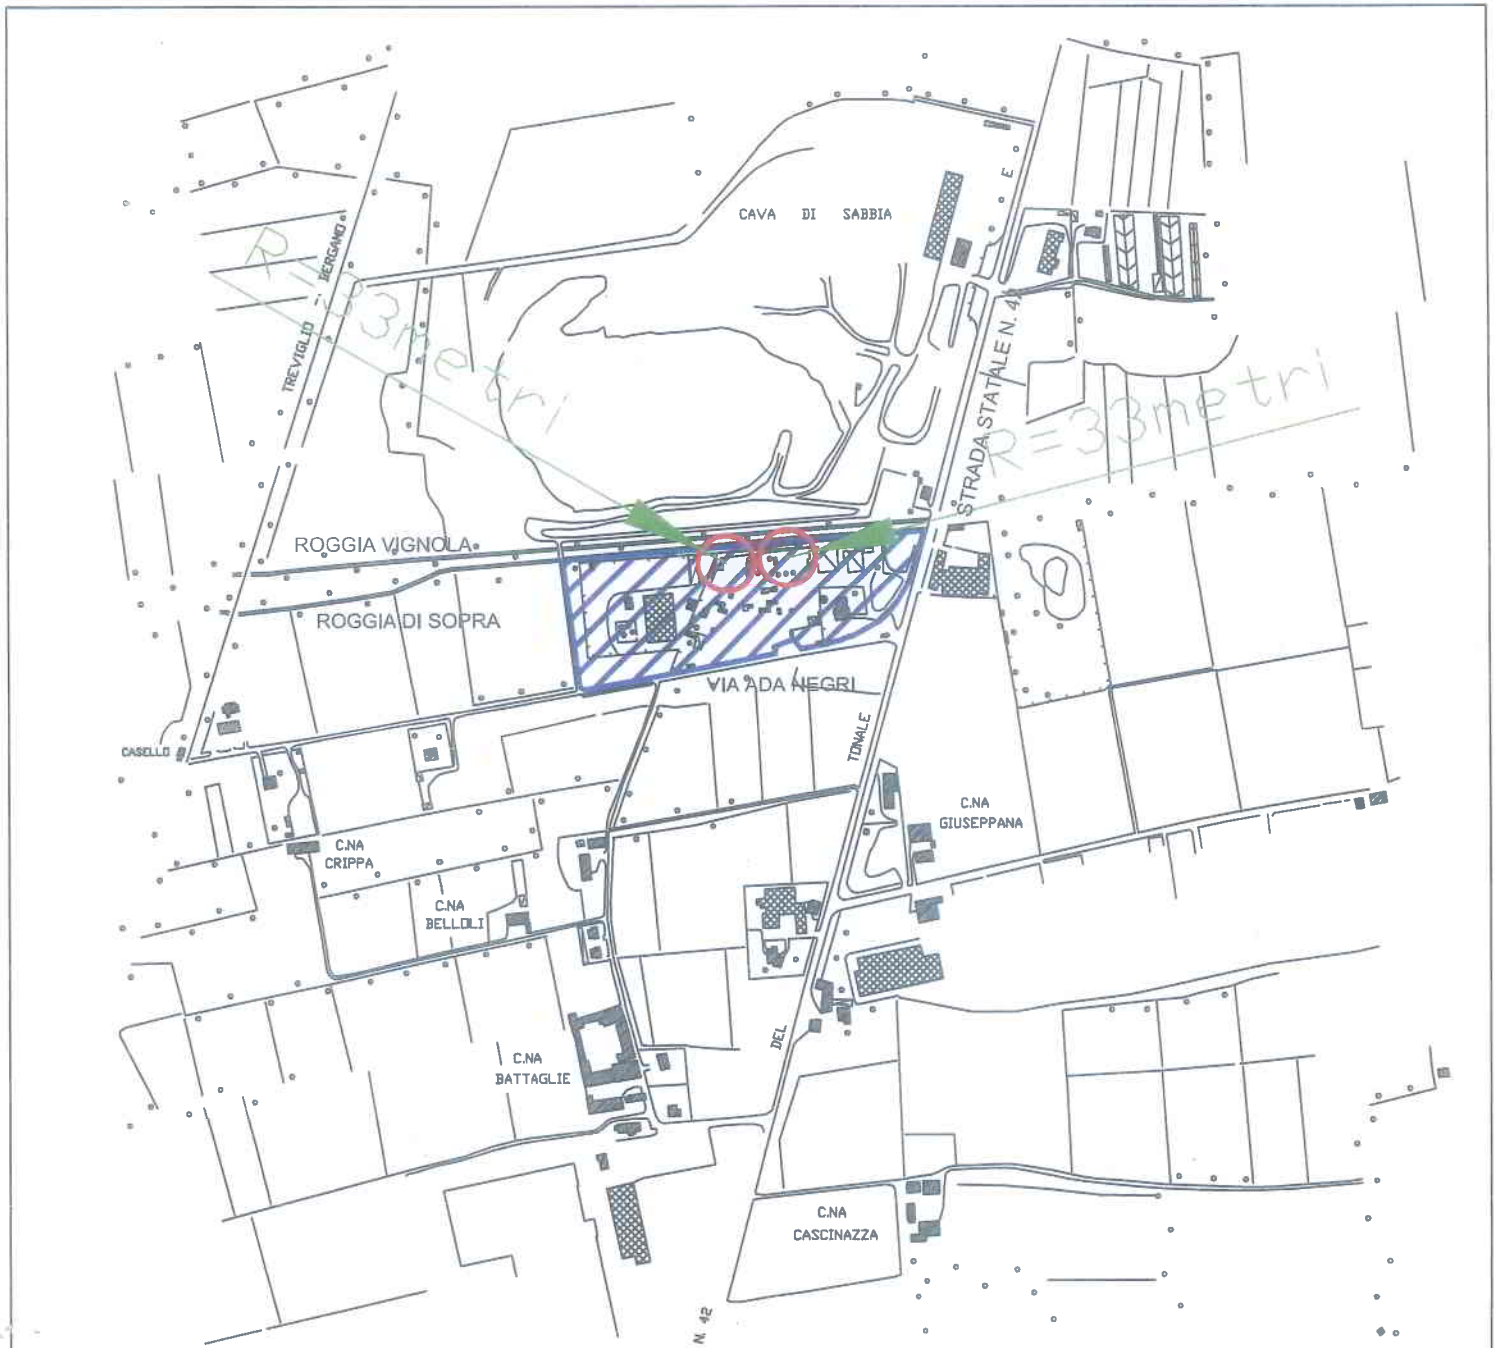 CAVA DI SABBIA
E
R=33metri
TREVIGLIO - BERGAMO
STRADA STATALE N. 42
R=33metri
ROGGIA VIGNOLA
ROGGIA DI SOPRA
VIA ADA NEGRI
TONALE
CASELLO
C.NA
GIUSEPPANA
C.NA
CRIPPA
C.NA
BELLOLI
DEL
C.NA
BATTAGLIE
C.NA
CASCINAZZA
N. 42